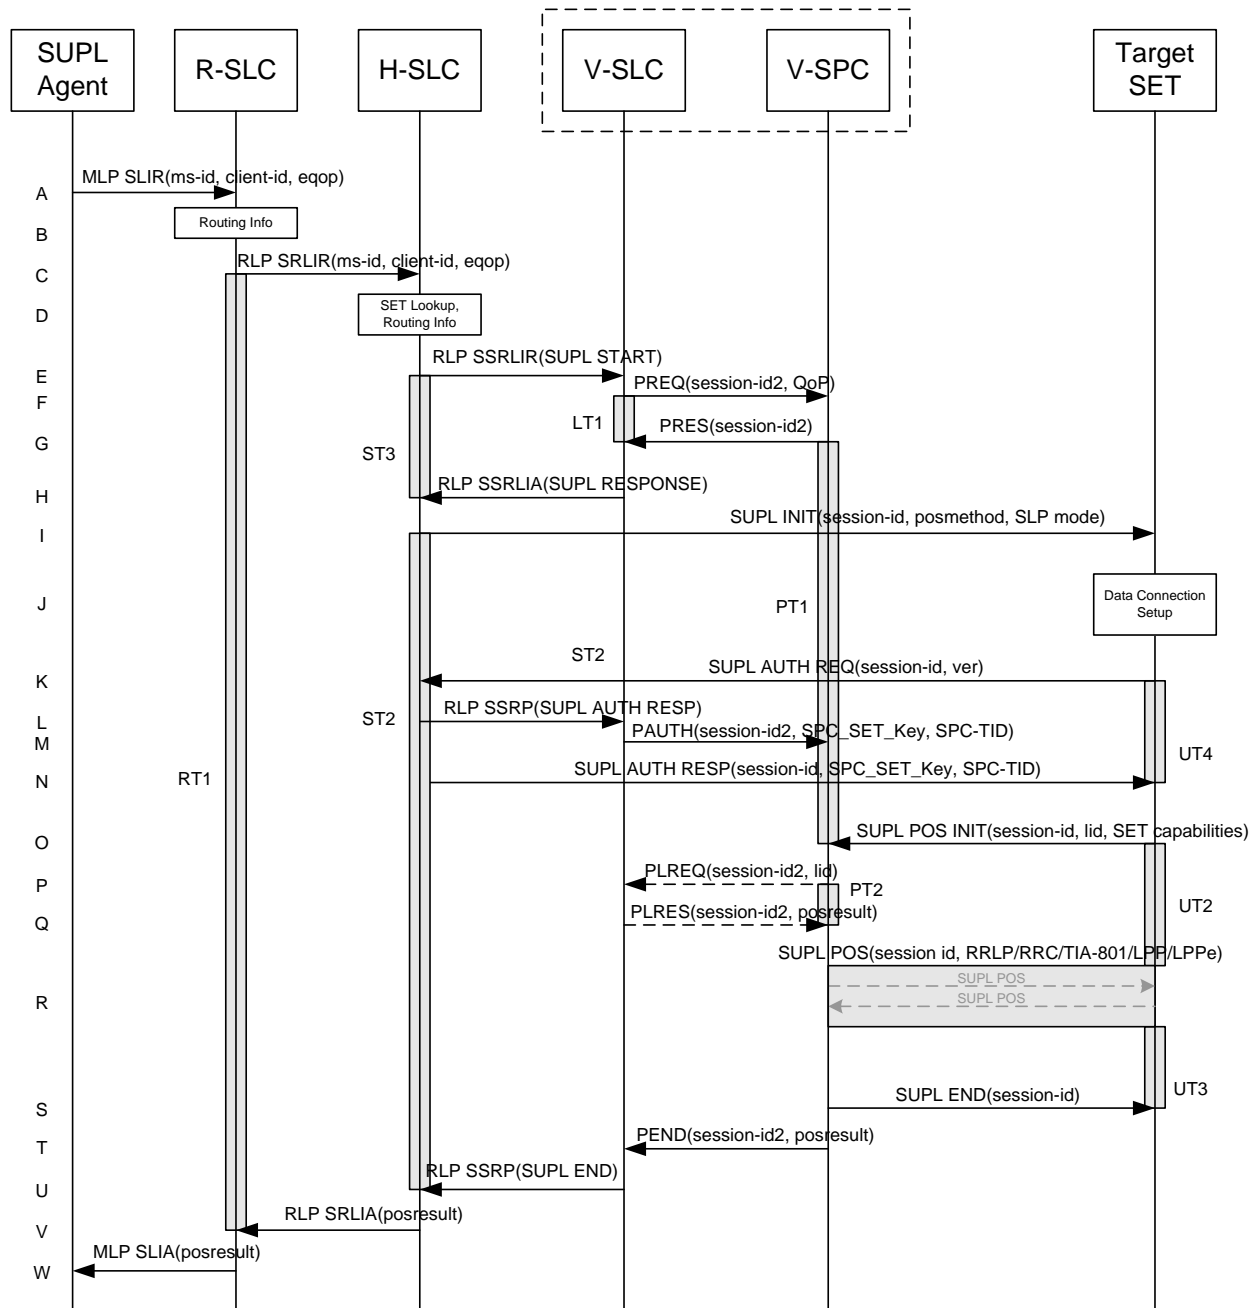 SUPL
Agent
R-SLC
H-SLC
V-SLC
V-SPC
Target
SET
A
MLP SLIR(ms-id, client-id, eqop)
B
Routing Info
C
RLP SRLIR(ms-id, client-id, eqop)
D
SET Lookup,
Routing Info
E
RLP SSRLIR(SUPL START)
F
PREQ(session-id2, QoP)
LT1
G
PRES(session-id2)
ST3
H
RLP SSRLIA(SUPL RESPONSE)
I
SUPL INIT(session-id, posmethod, SLP mode)
J
PT1
Data Connection
Setup
ST2
K
SUPL AUTH REQ(session-id, ver)
ST2
L
RLP SSRP(SUPL AUTH RESP)
M
PAUTH(session-id2, SPC_SET_Key, SPC-TID)
UT4
N
RT1
SUPL AUTH RESP(session-id, SPC_SET_Key, SPC-TID)
O
SUPL POS INIT(session-id, lid, SET capabilities)
P
PLREQ(session-id2, lid)
PT2
Q
PLRES(session-id2, posresult)
UT2
SUPL POS(session id, RRLP/RRC/TIA-801/LPP/LPPe)
SUPL POS
R
SUPL POS
UT3
S
SUPL END(session-id)
T
PEND(session-id2, posresult)
U
RLP SSRP(SUPL END)
V
RLP SRLIA(posresult)
W
MLP SLIA(posresult)